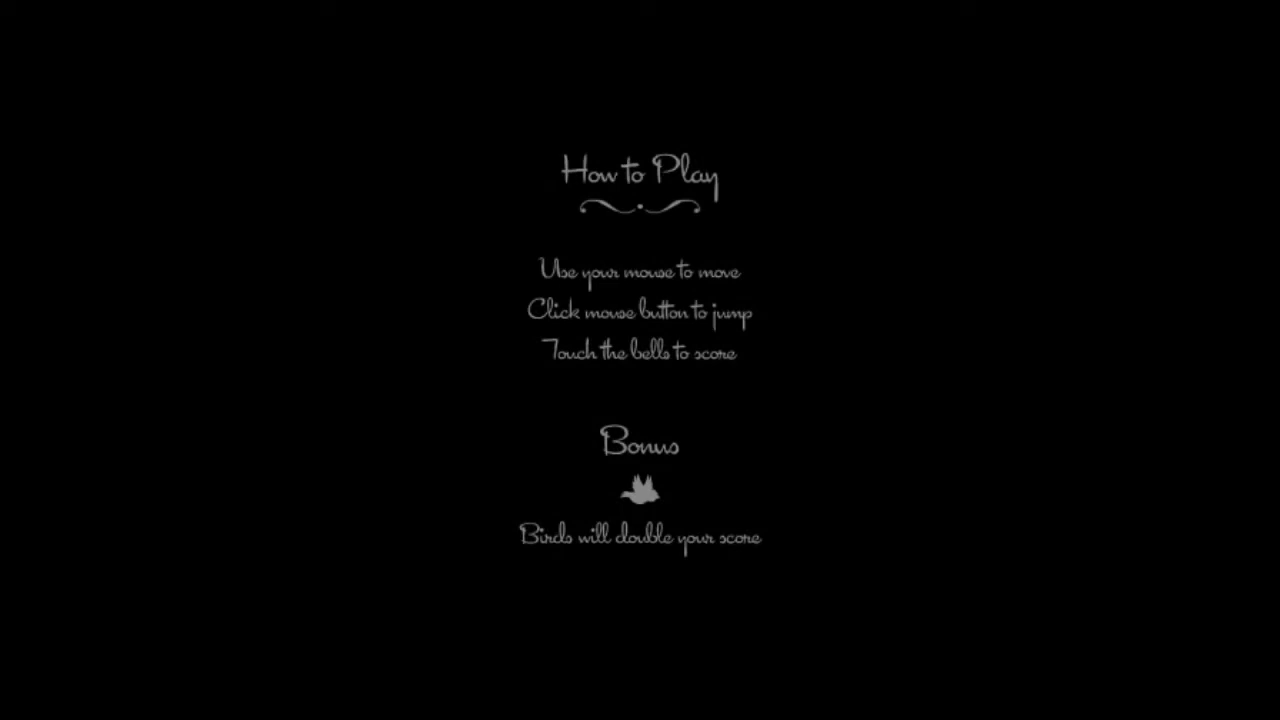 How to Play
Use your mouse to move
Click mouse button to jump
Touch the bells to score
Bonus
Birds will double your score